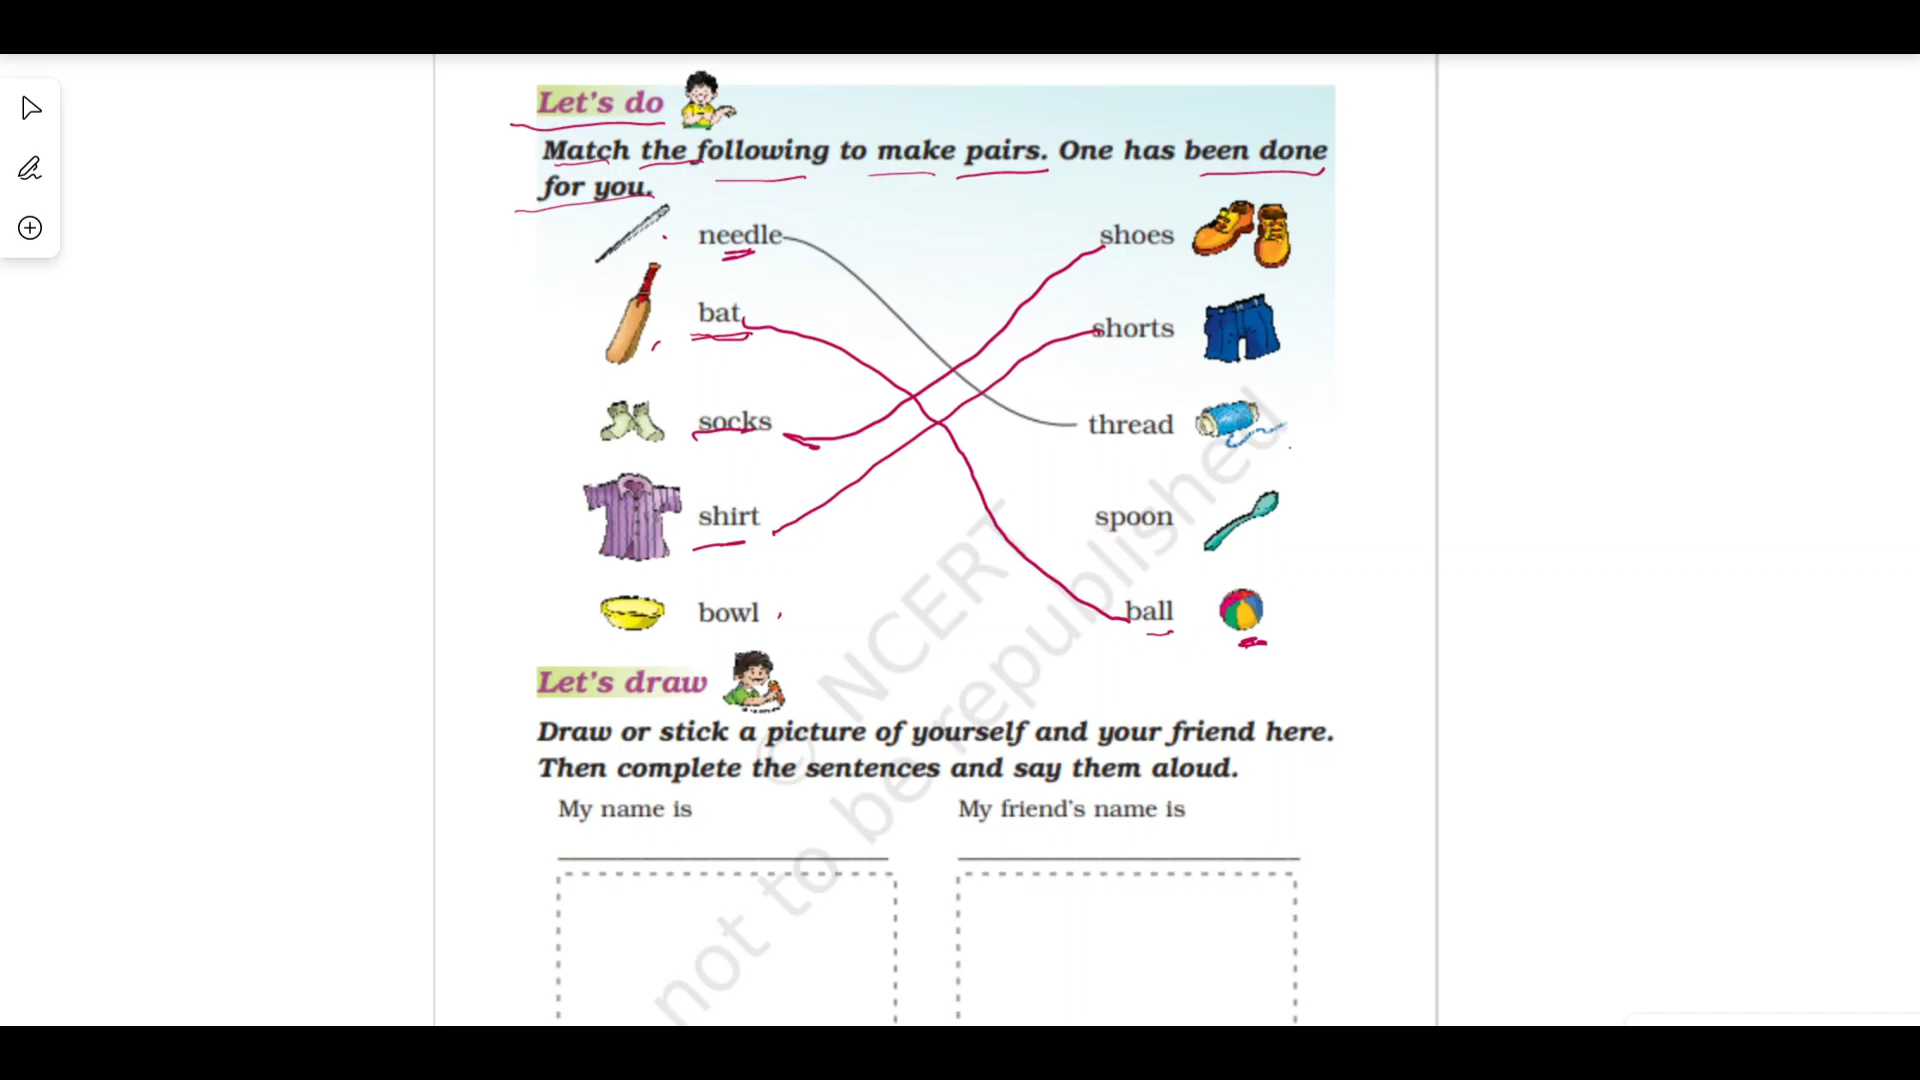 Let's do
Match the following to make pairs. One has been done
for you.
needle shoes
bat shorts
socks thread
shirt spoon
bowl ball
Let's draw
Draw or stick a picture of yourself and your friend here.
Then complete the sentences and say them aloud.
My name is My friend's name is
© NCERT
not to be republished